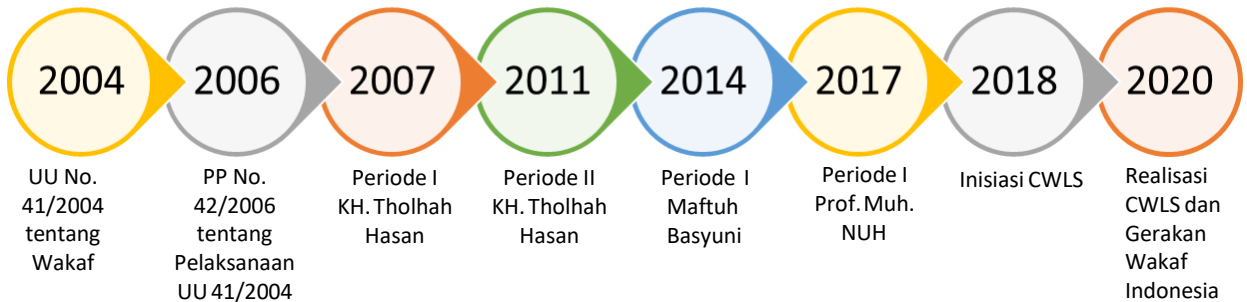 2004
2006
2007
2011
2014
2017
2018
2020
UU No.
41/2004
tentang
Wakaf
PP No.
42/2006
tentang
Pelaksanaan
UU 41/2004
Periode I
KH. Tholhah
Hasan
Periode II
KH. Tholhah
Hasan
Periode I
Maftuh
Basyuni
Periode I
Prof. Muh.
NUH
Inisiasi CWLS
Realisasi
CWLS dan
Gerakan
Wakaf
Indonesia